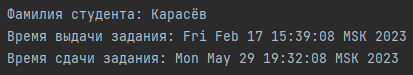 Фамилия студента: Карасёв
Время выдачи задания: Fri Feb 17 15:39:08 MSK 2023
Время сдачи задания: Mon May 29 19:32:08 MSK 2023